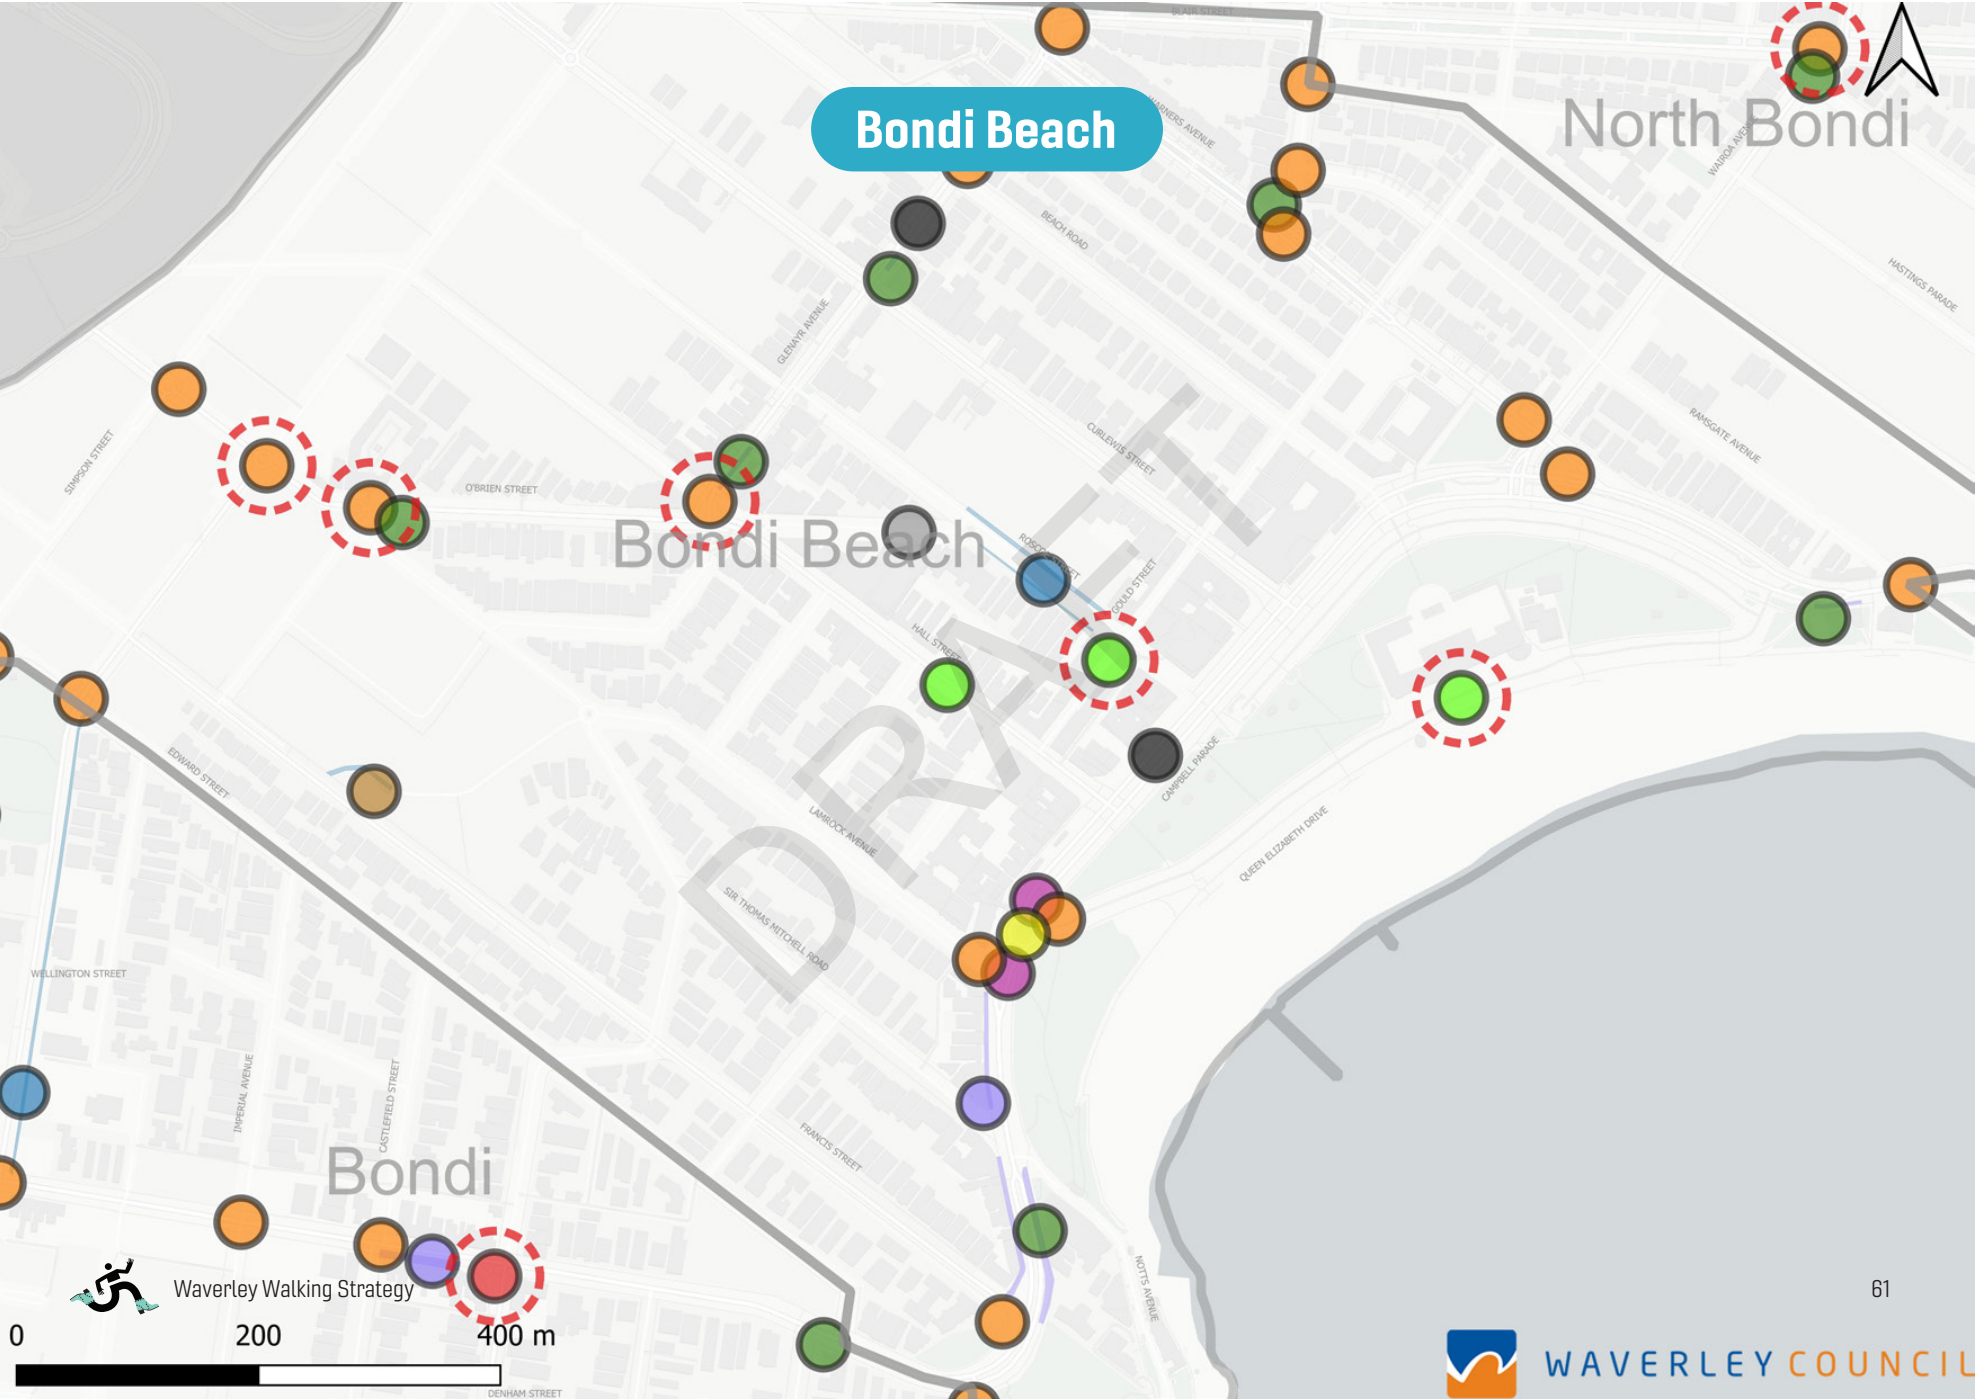 BLAIR STREET
Bondi Beach
WARNERS AVENUE
North Bondi
WAIROA AVENUE
BEACH ROAD
HASTINGS PARADE
GLENAYR AVENUE
SIMPSON STREET
O'BRIEN STREET
CURLEWIS STREET
RAMSGATE AVENUE
Bondi Beach
ROSCOE STREET
GOULD STREET
HALL STREET
DRAFT
CAMPBELL PARADE
EDWARD STREET
LAMROCK AVENUE
QUEEN ELIZABETH DRIVE
SIR THOMAS MITCHELL ROAD
WELLINGTON STREET
IMPERIAL AVENUE
CASTLEFIELD STREET
FRANCIS STREET
Bondi
NOTTS AVENUE
Waverley Walking Strategy
61
0 200 400 m
WAVERLEY COUNCIL
DENHAM STREET